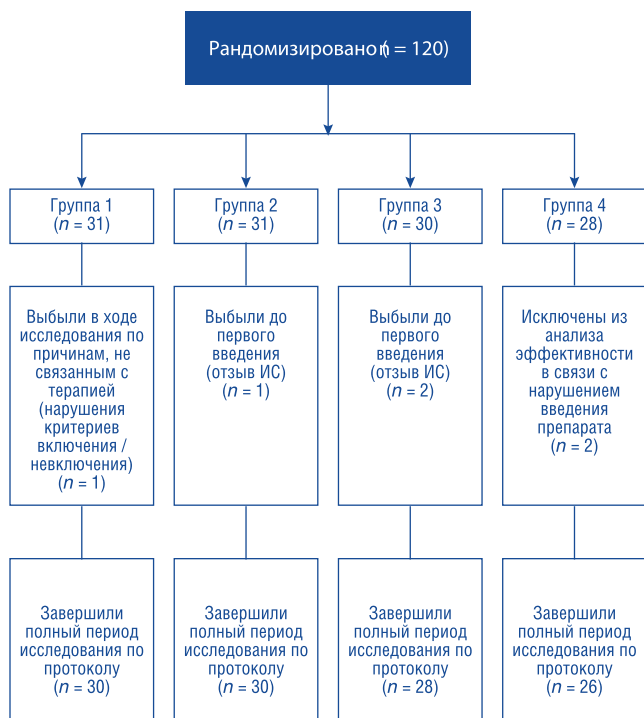 Рандомизировано (n = 120)
Группа 1
(n = 31)
Группа 2
(n = 31)
Группа 3
(n = 30)
Группа 4
(n = 28)
Выбыли в ходе
исследования по
причинам, не
связанным с
терапией
(нарушения
критериев
включения /
невключения)
(n = 1)
Выбыли до
первого
введения
(отзыв ИС)
(n = 1)
Выбыли до
первого
введения
(отзыв ИС)
(n = 2)
Исключены из
анализа
эффективности
в связи с
нарушением
введения
препарата
(n = 2)
Завершили
полный период
исследования по
протоколу
(n = 30)
Завершили
полный период
исследования по
протоколу
(n = 30)
Завершили
полный период
исследования по
протоколу
(n = 28)
Завершили
полный период
исследования по
протоколу
(n = 26)